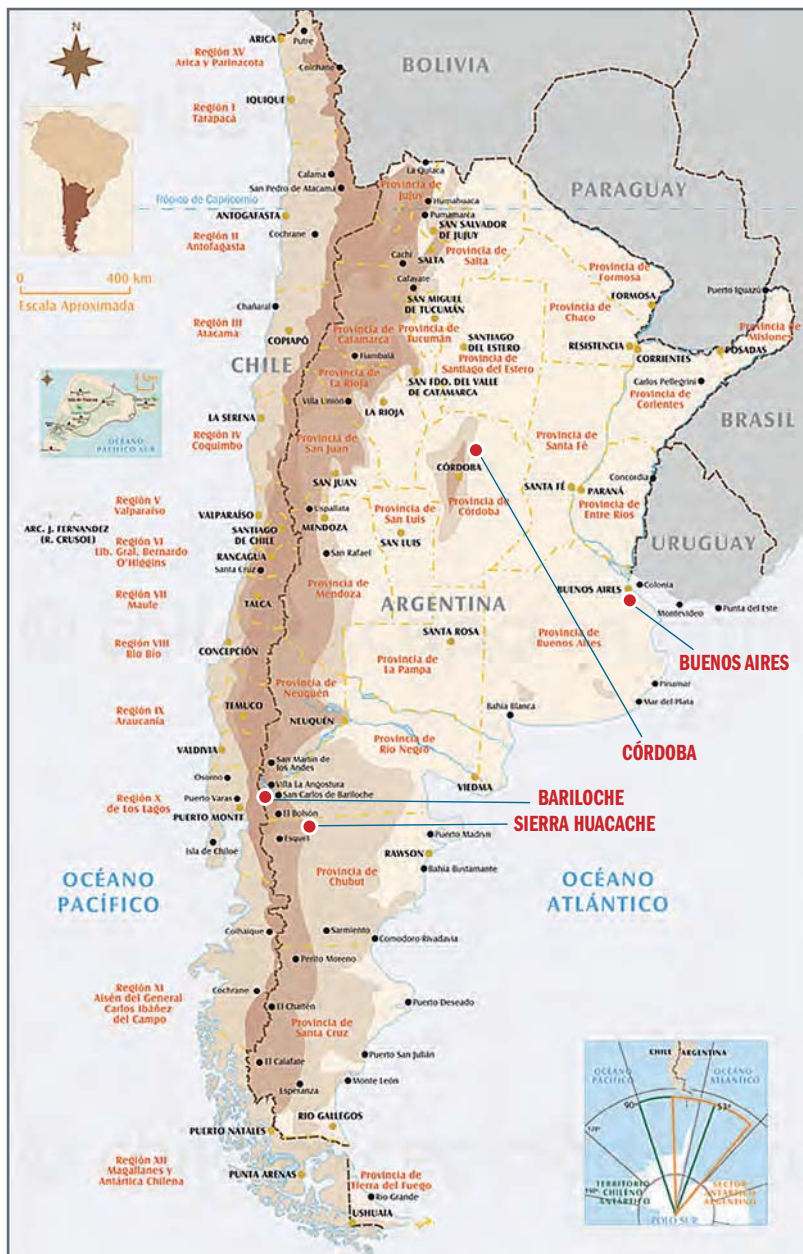 N
ARICA
Putre
Región XV
Arica y Parinacota
Colchane
BOLIVIA
IQUIQUE
Región I
Tarapacá
PARAGUAY
Calama
San Pedro de Atacama
La Quiaca
Provincia de
Jujuy
Humahuaca
Trópico de Capricornio
Pumamarca
ANTOGAFASTA
SAN SALVADOR
DE JUJUY
Región II
Antofagasta
Cochrane
SALTA
Provincia de
Salta
Cachi
Cafayate
0
400 km
Escala Aproximada
Provincia de
Formosa
SAN MIGUEL
DE TUCUMÁN
FORMOSA
Puerto Iguazú
Chañaral
Provincia de
Chaco
Región III
Atacama
COPIAPÓ
Provincia de
Catamarca
Provincia de
Tucumán
SANTIAGO
DEL ESTERO
RESISTENCIA
CORRIENTES
POSADAS
Provincia de
Misiones
CHILE
Fiambalá
Provincia de
Santiago del Estero
Provincia de
La Rioja
SAN FDO. DEL VALLE
DE CATAMARCA
Carlos Pellegrini
Provincia de
Corientes
OCÉANO
PACÍFICO SUR
Villa Unión
LA RIOJA
BRASIL
LA SERENA
Región IV
Coquimbo
Provincia de
San Juan
Provincia de
Santa Fé
CÓRDOBA
SAN JUAN
Concordia
SANTA FÉ
PARANÁ
Provincia de
Córdoba
Región V
Valparaíso
VALPARAÍSO
Uspallata
Provincia de
San Luis
Provincia de
Entre Ríos
ARC. J. FERNANDEZ
(R. CRUSOE)
SANTIAGO
DE CHILE
MENDOZA
SAN LUIS
URUGUAY
Región VI
Lib. Gral. Bernardo
O'Higgins
RANCAGUA
Santa Cruz
San Rafael
Provincia de
Mendoza
Región VII
Maule
TALCA
ARGENTINA
BUENOS AIRES
Colonia
Montevideo
Punta del Este
Región VIII
Bio Bío
CONCEPCIÓN
SANTA ROSA
Provincia de
Buenos Aires
Provincia de
La Pampa
BUENOS AIRES
Provincia de
Neuquén
Pinamar
Región IX
Araucanía
TEMUCO
NEUQUÉN
Bahía Blanca
Mar del Plata
Provincia de
Río Negro
VALDIVIA
CÓRDOBA
San Martín de
los Andes
Osorno
Villa La Angostura
VIEDMA
San Carlos de Bariloche
BARILOCHE
Región X
de Los Lagos
Puerto Varas
PUERTO MONTE
El Bolsón
SIERRA HUACACHE
Isla de Chiloé
Esquel
Puerto Madryn
RAWSON
Bahía Bustamante
OCÉANO
PACÍFICO
Provincia de
Chubut
OCÉANO
ATLÁNTICO
Coihaique
Sarmiento
Comodoro Rivadavia
Perito Moreno
Región XI
Aisén del General
Carlos Ibáñez
del Campo
Cochrane
El Chaltén
Puerto Deseado
Provincia de
Santa Cruz
El Calafate
Puerto San Julián
Esperanza
Monte León
RIO GALLEGOS
PUERTO NATALES
Región XII
Magallanes y
Antártica Chilena
PUNTA ARENAS
Provincia de
Tierra del Fuego
Rio Grande
USHUAIA
CHILE
ARGENTINA
OCÉANO
PACÍFICO
OCÉANO
ATLÁNTICO
90º
53º
TERRITORIO
CHILENO
ANTÁRTICO
SECTOR
ANTÁRTICO
ARGENTINO
POLO SUR